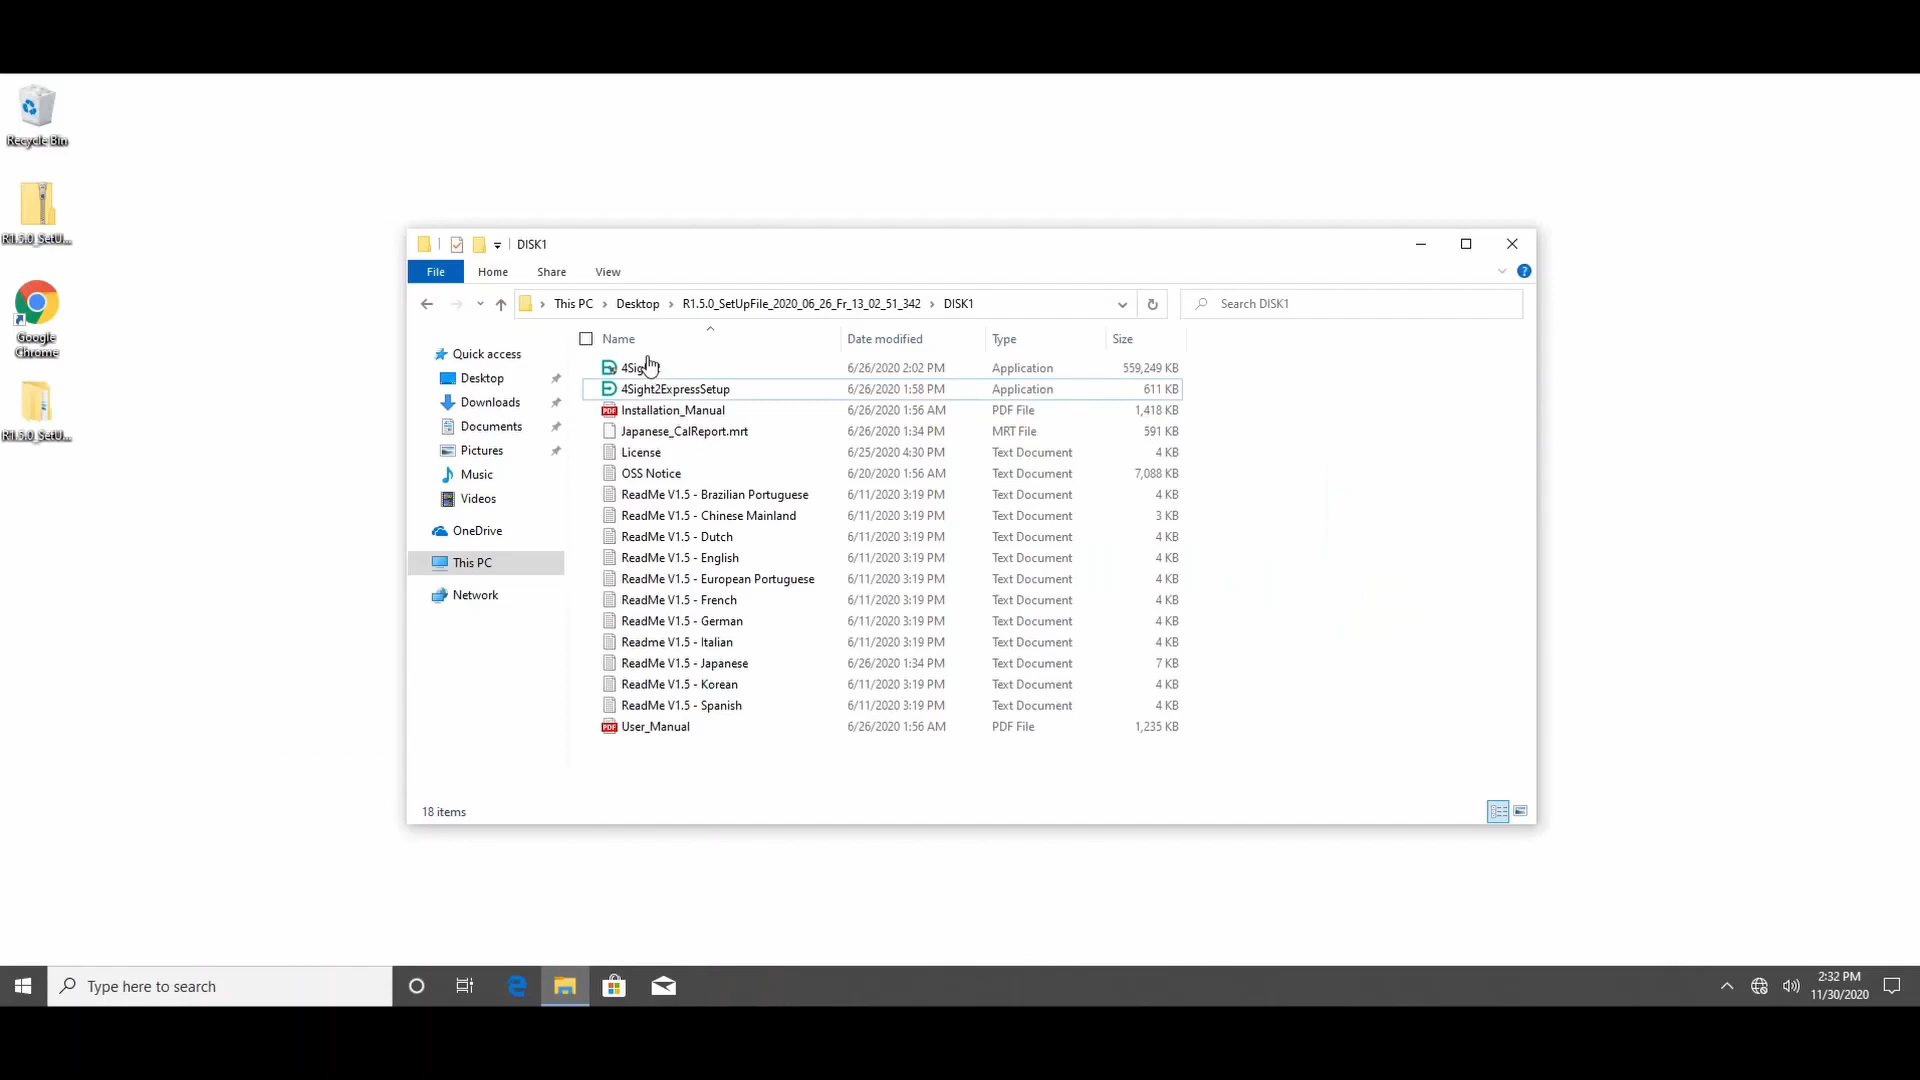 Recycle Bin
R1.5.0_SetU...
Google
Chrome
R1.5.0_SetU...
DISK1
File Home Share View
This PC Desktop R1.5.0_SetUpFile_2020_06_26_Fr_13_02_51_342 DISK1
Search DISK1
Quick access
Desktop
Downloads
Documents
Pictures
Music
Videos
OneDrive
This PC
Network
Name Date modified Type Size
6/26/2020 2:02 PM Application 559,249 KB
4Sight2ExpressSetup 6/26/2020 1:58 PM Application 611 KB
Installation_Manual 6/26/2020 1:56 AM PDF File 1,418 KB
Japanese_CalReport.mrt 6/26/2020 1:34 PM MRT File 591 KB
License 6/25/2020 4:30 PM Text Document 4 KB
OSS Notice 6/20/2020 1:56 AM Text Document 7,088 KB
ReadMe V1.5 - Brazilian Portuguese 6/11/2020 3:19 PM Text Document 4 KB
ReadMe V1.5 - Chinese Mainland 6/11/2020 3:19 PM Text Document 3 KB
ReadMe V1.5 - Dutch 6/11/2020 3:19 PM Text Document 4 KB
ReadMe V1.5 - English 6/11/2020 3:19 PM Text Document 4 KB
ReadMe V1.5 - European Portuguese 6/11/2020 3:19 PM Text Document 4 KB
ReadMe V1.5 - French 6/11/2020 3:19 PM Text Document 4 KB
ReadMe V1.5 - German 6/11/2020 3:19 PM Text Document 4 KB
Readme V1.5 - Italian 6/11/2020 3:19 PM Text Document 4 KB
ReadMe V1.5 - Japanese 6/26/2020 1:34 PM Text Document 7 KB
ReadMe V1.5 - Korean 6/11/2020 3:19 PM Text Document 4 KB
ReadMe V1.5 - Spanish 6/11/2020 3:19 PM Text Document 4 KB
User_Manual 6/26/2020 1:56 AM PDF File 1,235 KB
18 items
Type here to search
2:32 PM
11/30/2020